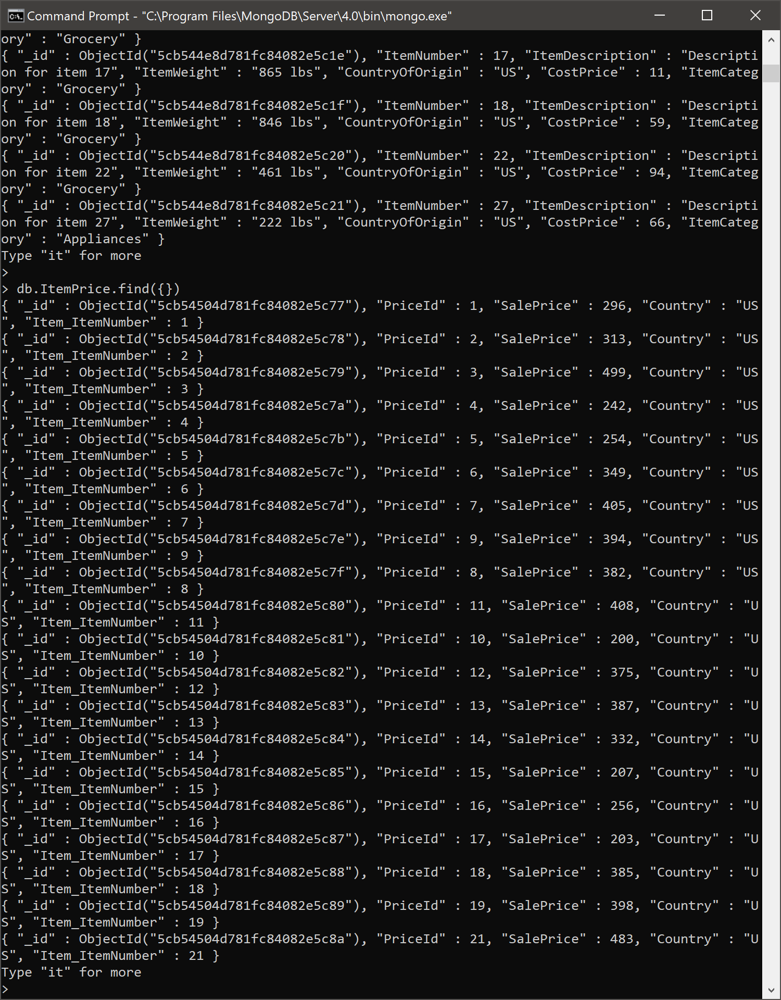 Command Prompt - "C:\Program Files\MongoDB\Server\4.0\bin\mongo.exe"
ory" : "Grocery" }
{ "_id" : ObjectId("5cb544e8d781fc84082e5c1e"), "ItemNumber" : 17, "ItemDescription" : "Descripti
on for item 17", "ItemWeight" : "865 lbs", "CountryOfOrigin" : "US", "CostPrice" : 11, "ItemCateg
ory" : "Grocery" }
{ "_id" : ObjectId("5cb544e8d781fc84082e5c1f"), "ItemNumber" : 18, "ItemDescription" : "Descripti
on for item 18", "ItemWeight" : "846 lbs", "CountryOfOrigin" : "US", "CostPrice" : 59, "ItemCateg
ory" : "Grocery" }
{ "_id" : ObjectId("5cb544e8d781fc84082e5c20"), "ItemNumber" : 22, "ItemDescription" : "Descripti
on for item 22", "ItemWeight" : "461 lbs", "CountryOfOrigin" : "US", "CostPrice" : 94, "ItemCateg
ory" : "Grocery" }
{ "_id" : ObjectId("5cb544e8d781fc84082e5c21"), "ItemNumber" : 27, "ItemDescription" : "Descripti
on for item 27", "ItemWeight" : "222 lbs", "CountryOfOrigin" : "US", "CostPrice" : 66, "ItemCateg
ory" : "Appliances" }
Type "it" for more
>
> db.ItemPrice.find({})
{ "_id" : ObjectId("5cb54504d781fc84082e5c77"), "PriceId" : 1, "SalePrice" : 296, "Country" : "US
", "Item_ItemNumber" : 1 }
{ "_id" : ObjectId("5cb54504d781fc84082e5c78"), "PriceId" : 2, "SalePrice" : 313, "Country" : "US
", "Item_ItemNumber" : 2 }
{ "_id" : ObjectId("5cb54504d781fc84082e5c79"), "PriceId" : 3, "SalePrice" : 499, "Country" : "US
", "Item_ItemNumber" : 3 }
{ "_id" : ObjectId("5cb54504d781fc84082e5c7a"), "PriceId" : 4, "SalePrice" : 242, "Country" : "US
", "Item_ItemNumber" : 4 }
{ "_id" : ObjectId("5cb54504d781fc84082e5c7b"), "PriceId" : 5, "SalePrice" : 254, "Country" : "US
", "Item_ItemNumber" : 5 }
{ "_id" : ObjectId("5cb54504d781fc84082e5c7c"), "PriceId" : 6, "SalePrice" : 349, "Country" : "US
", "Item_ItemNumber" : 6 }
{ "_id" : ObjectId("5cb54504d781fc84082e5c7d"), "PriceId" : 7, "SalePrice" : 405, "Country" : "US
", "Item_ItemNumber" : 7 }
{ "_id" : ObjectId("5cb54504d781fc84082e5c7e"), "PriceId" : 9, "SalePrice" : 394, "Country" : "US
", "Item_ItemNumber" : 9 }
{ "_id" : ObjectId("5cb54504d781fc84082e5c7f"), "PriceId" : 8, "SalePrice" : 382, "Country" : "US
", "Item_ItemNumber" : 8 }
{ "_id" : ObjectId("5cb54504d781fc84082e5c80"), "PriceId" : 11, "SalePrice" : 408, "Country" : "U
S", "Item_ItemNumber" : 11 }
{ "_id" : ObjectId("5cb54504d781fc84082e5c81"), "PriceId" : 10, "SalePrice" : 200, "Country" : "U
S", "Item_ItemNumber" : 10 }
{ "_id" : ObjectId("5cb54504d781fc84082e5c82"), "PriceId" : 12, "SalePrice" : 375, "Country" : "U
S", "Item_ItemNumber" : 12 }
{ "_id" : ObjectId("5cb54504d781fc84082e5c83"), "PriceId" : 13, "SalePrice" : 387, "Country" : "U
S", "Item_ItemNumber" : 13 }
{ "_id" : ObjectId("5cb54504d781fc84082e5c84"), "PriceId" : 14, "SalePrice" : 332, "Country" : "U
S", "Item_ItemNumber" : 14 }
{ "_id" : ObjectId("5cb54504d781fc84082e5c85"), "PriceId" : 15, "SalePrice" : 207, "Country" : "U
S", "Item_ItemNumber" : 15 }
{ "_id" : ObjectId("5cb54504d781fc84082e5c86"), "PriceId" : 16, "SalePrice" : 256, "Country" : "U
S", "Item_ItemNumber" : 16 }
{ "_id" : ObjectId("5cb54504d781fc84082e5c87"), "PriceId" : 17, "SalePrice" : 203, "Country" : "U
S", "Item_ItemNumber" : 17 }
{ "_id" : ObjectId("5cb54504d781fc84082e5c88"), "PriceId" : 18, "SalePrice" : 385, "Country" : "U
S", "Item_ItemNumber" : 18 }
{ "_id" : ObjectId("5cb54504d781fc84082e5c89"), "PriceId" : 19, "SalePrice" : 398, "Country" : "U
S", "Item_ItemNumber" : 19 }
{ "_id" : ObjectId("5cb54504d781fc84082e5c8a"), "PriceId" : 21, "SalePrice" : 483, "Country" : "U
S", "Item_ItemNumber" : 21 }
Type "it" for more
>